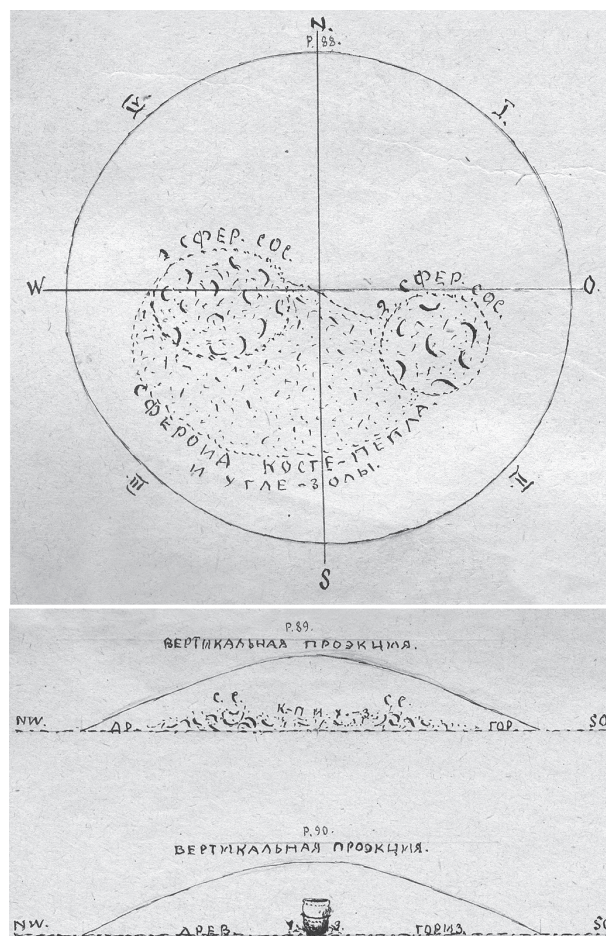 N.
Р. 88.
IV.
I.
1 СФЕР. СОС.
2 СФЕР. СОС.
W
O.
СФЕРОИД КОСТЕ-ПЕПЛА
И УГЛЕ-ЗОЛЫ.
III.
II.
S
Р.89.
ВЕРТИКАЛЬНАЯ ПРОЭКЦИЯ.
С.С.
К-П И У-З
С.С.
NW.
ДР.
ГОР.
SO
Р.90.
ВЕРТИКАЛЬНАЯ ПРОЭКЦИЯ.
NW.
ДРЕВ.
У. З.
ГОРИЗ.
SO